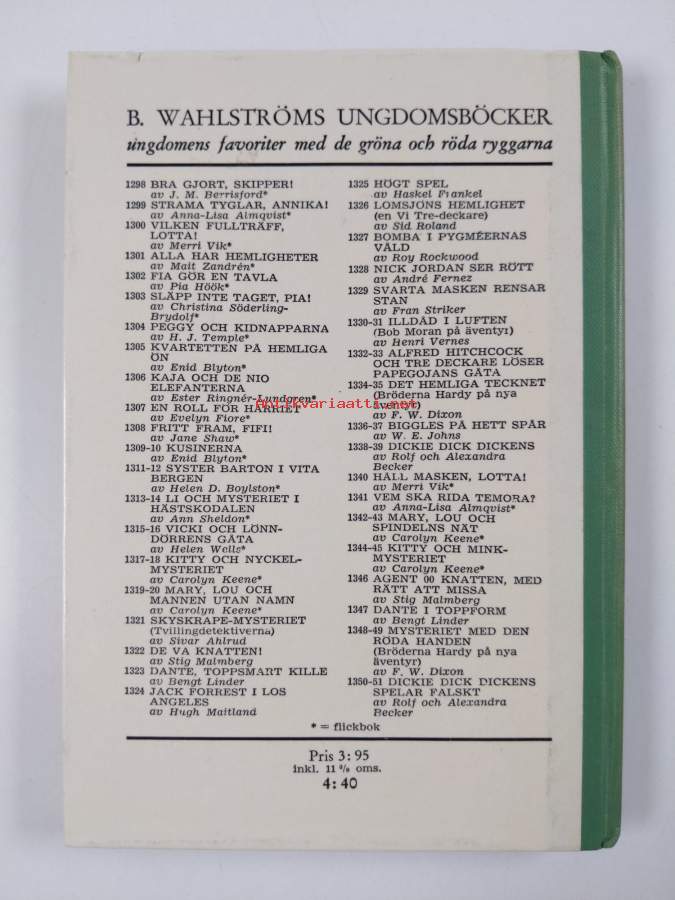 B. WAHLSTRÖMS UNGDOMSBÖCKER
ungdomens favoriter med de gröna och röda ryggarna
1298 BRA GJORT, SKIPPER!
av J. M. Berrisford*
1299 STRAMA TYGLAR, ANNIKA!
av Anna-Lisa Almqvist*
1300 VILKEN FULLTRÄFF,
LOTTA!
av Merri Vik*
1301 ALLA HAR HEMLIGHETER
av Mait Zandrén*
1302 FIA GÖR EN TAVLA
av Pia Höök*
1303 SLÄPP INTE TAGET, PIA!
av Christina Söderling-
Brydolf*
1304 PEGGY OCH KIDNAPPARNA
av H. J. Temple*
1305 KVARTETTEN PÅ HEMLIGA
ÖN
av Enid Blyton*
1306 KAJA OCH DE NIO
ELEFANTERNA
av Ester Ringnér-Lundgren*
1307 EN ROLL FÖR HARRIET
av Evelyn Fiore*
1308 FRITT FRAM, FIFI!
av Jane Shaw*
1309-10 KUSINERNA
av Enid Blyton*
1311-12 SYSTER BARTON I VITA
BERGEN
av Helen D. Boylston*
1313-14 LI OCH MYSTERIET I
HÄSTSKODALEN
av Ann Sheldon*
1315-16 VICKI OCH LÖNN-
DÖRRENS GÅTA
av Helen Wells*
1317-18 KITTY OCH NYCKEL-
MYSTERIET
av Carolyn Keene*
1319-20 MARY, LOU OCH
MANNEN UTAN NAMN
av Carolyn Keene*
1321 SKYSKRAPE-MYSTERIET
(Tvillingdetektiverna)
av Sivar Ahlrud
1322 DE VA KNATTEN!
av Stig Malmberg
1323 DANTE, TOPPSMART KILLE
av Bengt Linder
1324 JACK FORREST I LOS
ANGELES
av Hugh Maitland
1325 HÖGT SPEL
av Haskel Frankel
1326 LOMSJÖNS HEMLIGHET
(en Vi Tre-deckare)
av Sid Roland
1327 BOMBA I PYGMÉERNAS
VÅLD
av Roy Rockwood
1328 NICK JORDAN SER RÖTT
av André Fernez
1329 SVARTA MASKEN RENSAR
STAN
av Fran Striker
1330-31 ILLDÅD I LUFTEN
(Bob Moran på äventyr)
av Henri Vernes
1332-33 ALFRED HITCHCOCK
OCH TRE DECKARE LÖSER
PAPEGOJANS GÅTA
1334-35 DET HEMLIGA TECKNET
(Bröderna Hardy på nya
äventyr)
av F. W. Dixon
1336-37 BIGGLES PÅ HETT SPÅR
av W. E. Johns
1338-39 DICKIE DICK DICKENS
av Rolf och Alexandra
Becker
1340 HÅLL MASKEN, LOTTA!
av Merri Vik*
1341 VEM SKA RIDA TEMORA?
av Anna-Lisa Almqvist*
1342-43 MARY, LOU OCH
SPINDELNS NÄT
av Carolyn Keene*
1344-45 KITTY OCH MINK-
MYSTERIET
av Carolyn Keene*
1346 AGENT 00 KNATTEN, MED
RÄTT ATT MISSA
av Stig Malmberg
1347 DANTE I TOPPFORM
av Bengt Linder
1348-49 MYSTERIET MED DEN
RÖDA HANDEN
(Bröderna Hardy på nya
äventyr)
av F. W. Dixon
1350-51 DICKIE DICK DICKENS
SPELAR FALSKT
av Rolf och Alexandra
Becker
* = flickbok
Pris 3:95
inkl. 11 % oms.
4:40
antikvariaatti.net